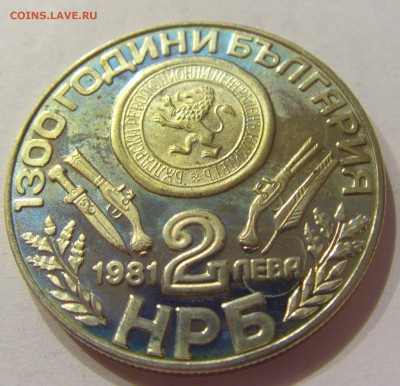 COINS.LAVE.RU
1300 ГОДИНИ БЪЛГАРИЯ
1981 2 ЛЕВА
НРБ